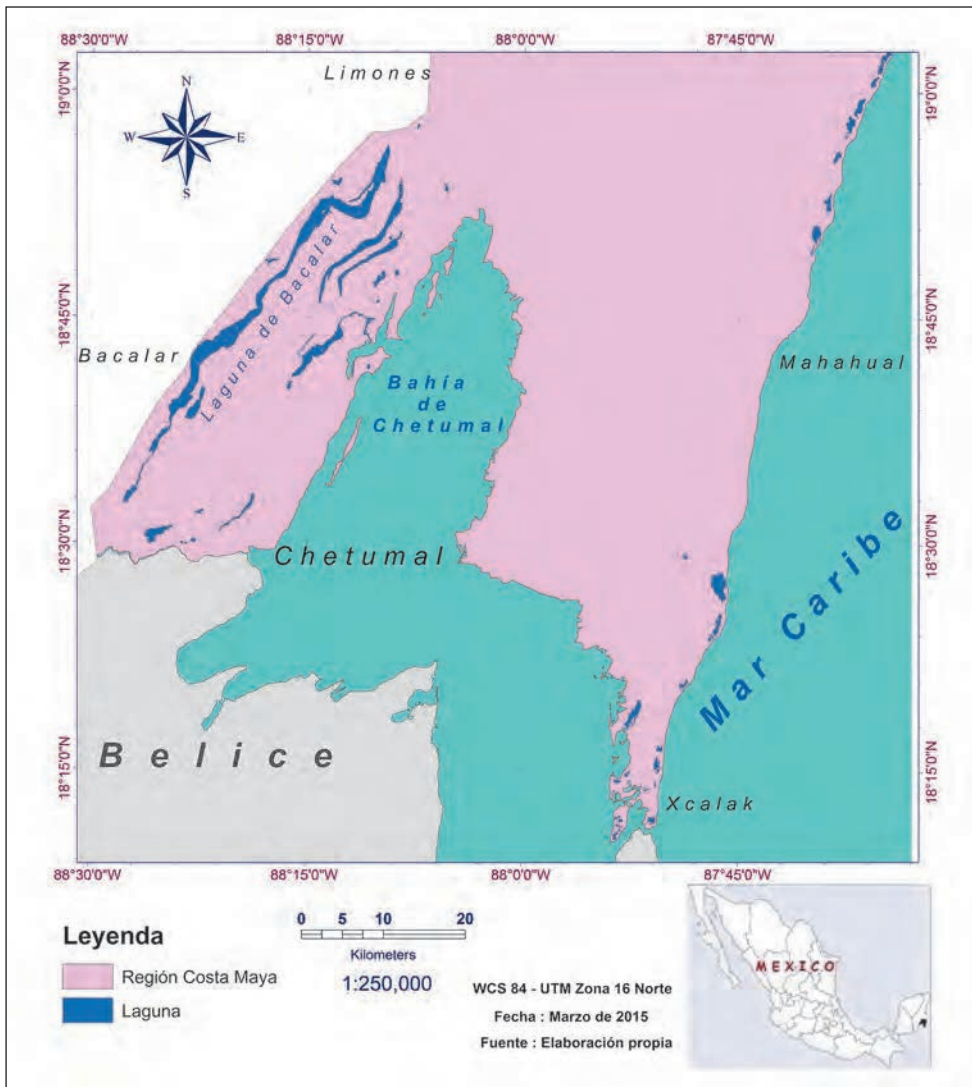 88°30'0"W 88°15'0"W 88°0'0"W 87°45'0"W
Limones
19°0'0"N 19°0'0"N
N
W E
S
Laguna de Bacalar
18°45'0"N 18°45'0"N
Bacalar
Mahahual
Bahía
de
Chetumal
18°30'0"N 18°30'0"N
Chetumal
Mar Caribe
Belice
18°15'0"N 18°15'0"N
Xcalak
88°30'0"W 88°15'0"W 88°0'0"W 87°45'0"W
Leyenda
Región Costa Maya
Laguna
0 5 10 20
Kilometers
1:250,000
WCS 84 - UTM Zona 16 Norte
Fecha : Marzo de 2015
Fuente : Elaboración propia
MEXICO